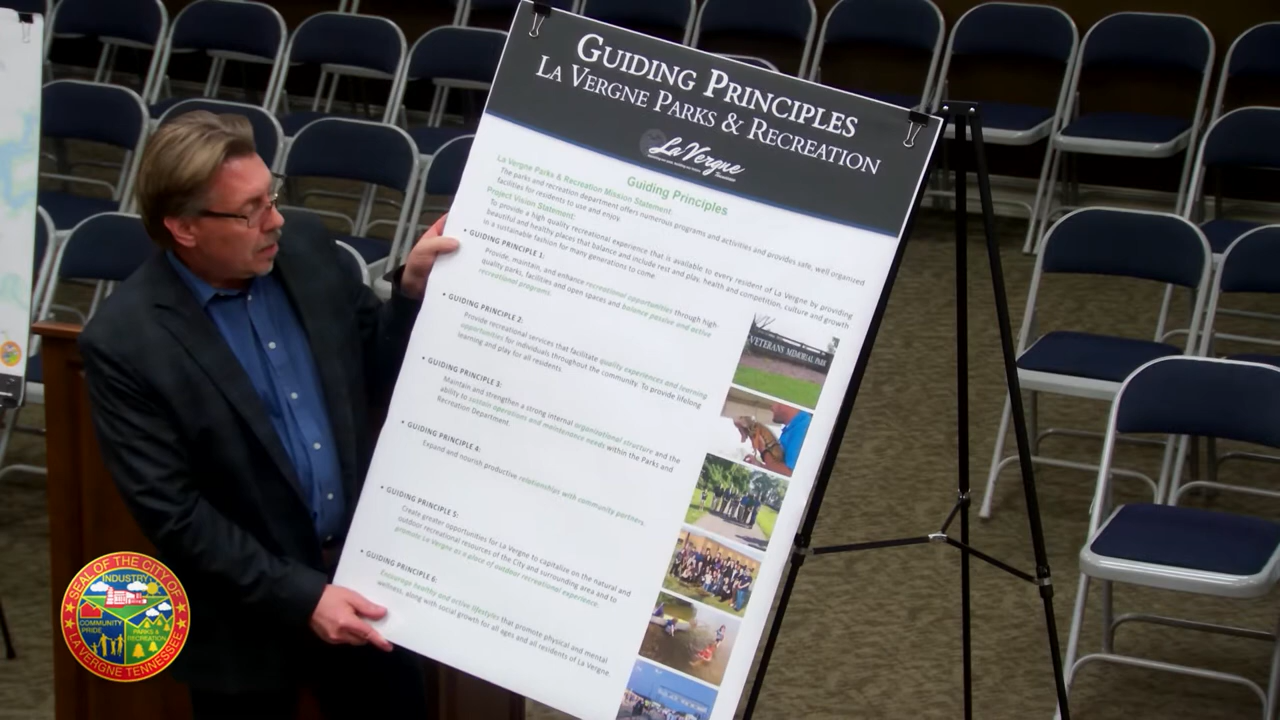 GUIDING PRINCIPLES
LA VERGNE PARKS & RECREATION
LaVergne
Guiding Principles
La Vergne Parks & Recreation Mission Statement:
The parks and recreation department offers numerous programs and activities and provides safe, well organized
facilities for residents to use and enjoy.
Project Vision Statement:
To provide a high quality recreational experience that is available to every resident of La Vergne by providing
beautiful and healthy places that balance and include rest and play, health and competition, culture and growth
in a sustainable fashion for many generations to come.
• GUIDING PRINCIPLE 1:
Provide, maintain, and enhance recreational opportunities through high-
quality parks, facilities and open spaces and balance passive and active
recreational programs.
• GUIDING PRINCIPLE 2:
Provide recreational services that facilitate quality experiences and learning
opportunities for individuals throughout the community. To provide lifelong
learning and play for all residents.
• GUIDING PRINCIPLE 3:
Maintain and strengthen a strong internal organizational structure and the
ability to sustain operations and maintenance needs within the Parks and
Recreation Department.
• GUIDING PRINCIPLE 4:
Expand and nourish productive relationships with community partners.
• GUIDING PRINCIPLE 5:
Create greater opportunities for La Vergne to capitalize on the natural and
outdoor recreational resources of the City and surrounding area and to
promote La Vergne as a place of outdoor recreational experience.
• GUIDING PRINCIPLE 6:
Encourage healthy and active lifestyles that promote physical and mental
wellness, along with social growth for all ages and all residents of La Vergne.
VETERANS MEMORIAL PARK
SEAL OF THE CITY OF
LA VERGNE TENNESSEE
INDUSTRY
COMMUNITY
PRIDE
PARKS &
RECREATION